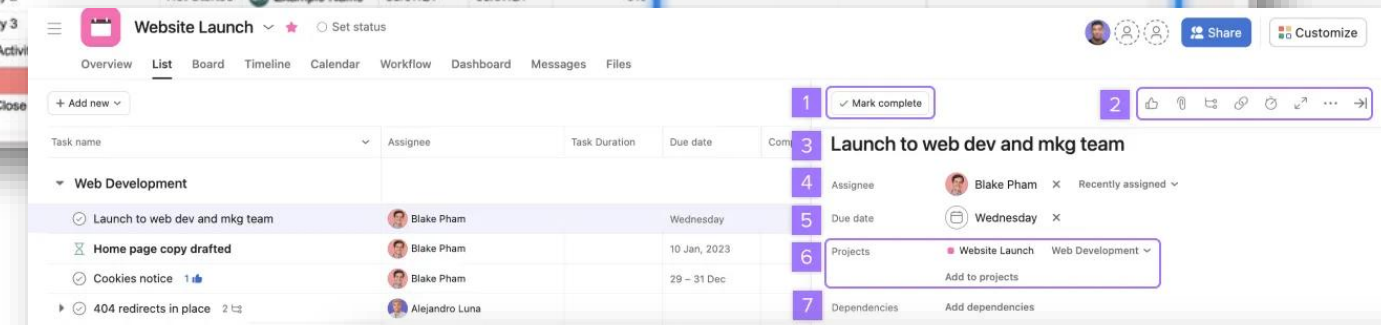 y 3
Activi
Close
Website Launch
Set status
Share
Customize
Overview List Board Timeline Calendar Workflow Dashboard Messages Files
+ Add new
1
✓ Mark complete
2
Task name
Assignee
Task Duration
Due date
Com
3
Launch to web dev and mkg team
Web Development
4
Assignee
Blake Pham
Recently assigned
Launch to web dev and mkg team
Blake Pham
Wednesday
5
Due date
Wednesday
Home page copy drafted
Blake Pham
10 Jan, 2023
6
Projects
Website Launch
Web Development
Cookies notice 1
Blake Pham
29 – 31 Dec
Add to projects
404 redirects in place 2
Alejandro Luna
7
Dependencies
Add dependencies